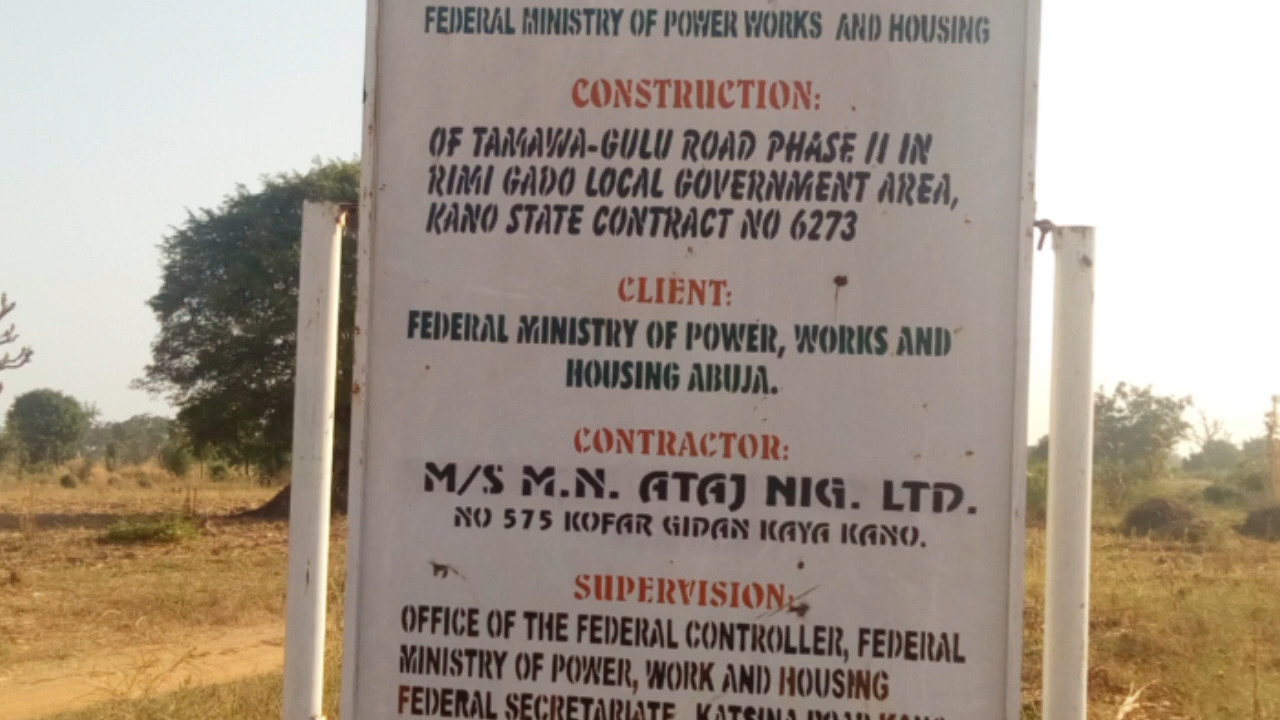 FEDERAL MINISTRY OF POWER WORKS AND HOUSING
CONSTRUCTION:
OF TAMAWA-GULU ROAD PHASE II IN
RIMI GADO LOCAL GOVERNMENT AREA,
KANO STATE CONTRACT NO 6273
CLIENT:
FEDERAL MINISTRY OF POWER, WORKS AND
HOUSING ABUJA.
CONTRACTOR:
M/S M.N. ATAJ NIG. LTD.
NO 575 KOFAR GIDAN KAYA KANO.
SUPERVISION:
OFFICE OF THE FEDERAL CONTROLLER, FEDERAL
MINISTRY OF POWER, WORK AND HOUSING
FEDERAL SECRETARIATE, KATSINA ROAD KANO